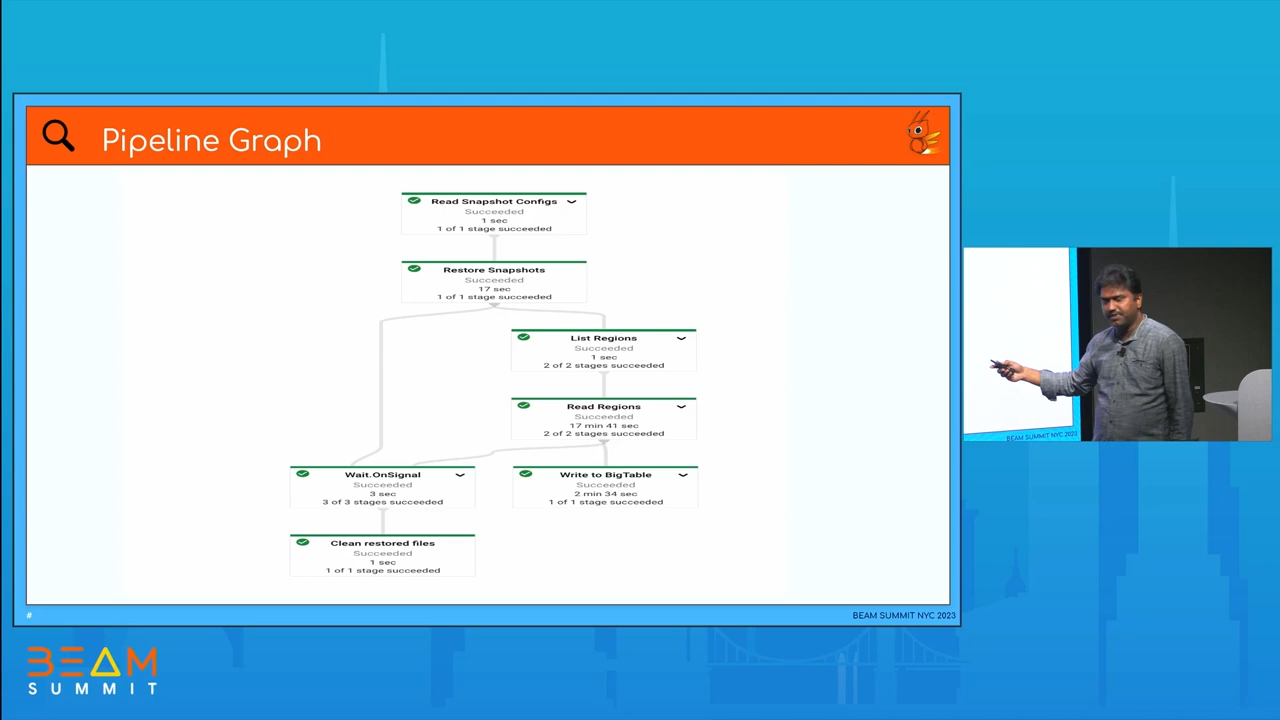 Pipeline Graph
Read Snapshot Configs
Succeeded
1 sec
1 of 1 stage succeeded
Restore Snapshots
Succeeded
17 sec
1 of 1 stage succeeded
List Regions
Succeeded
1 sec
2 of 2 stages succeeded
Read Regions
Succeeded
17 min 41 sec
2 of 2 stages succeeded
Wait.OnSignal
Succeeded
3 sec
3 of 3 stages succeeded
Write to BigTable
Succeeded
2 min 34 sec
1 of 1 stage succeeded
Clean restored files
Succeeded
1 sec
1 of 1 stage succeeded
#
BEAM SUMMIT NYC 2023
BEAM SUMMIT NYC 2023
BEAM
SUMMIT